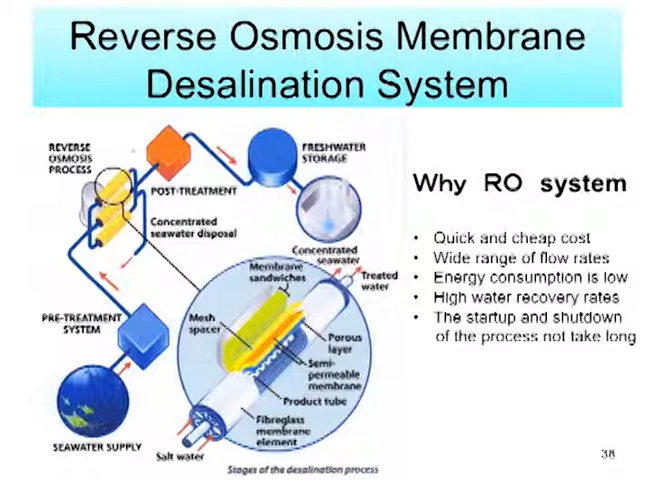 Reverse Osmosis Membrane
Desalination System
REVERSE
OSMOSIS
PROCESS
POST-TREATMENT
FRESHWATER
STORAGE
Concentrated
seawater disposal
PRE-TREATMENT
SYSTEM
SEAWATER SUPPLY
Concentrated
seawater
Membrane
sandwiches
Treated
water
Mesh
spacer
Porous
layer
Semi-
permeable
membrane
Product tube
Fibreglass
membrane
element
Salt water
Stages of the desalination process
Why RO system
• Quick and cheap cost
• Wide range of flow rates
• Energy consumption is low
• High water recovery rates
• The startup and shutdown
of the process not take long
38